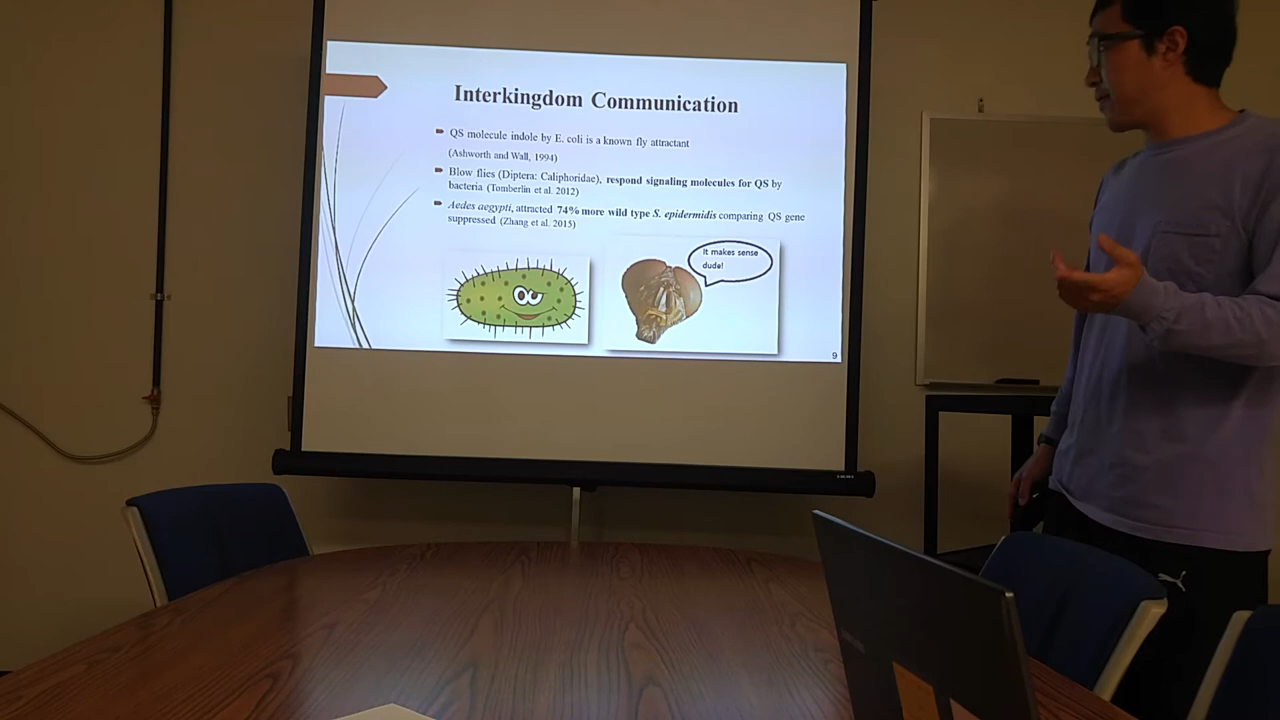 Interkingdom Communication
QS molecule indole by E. coli is a known fly attractant
(Ashworth and Wall, 1994)
Blow flies (Diptera: Caliphoridae), respond signaling molecules for QS by
bacteria (Tomberlin et al. 2012)
Aedes aegypti, attracted 74% more wild type S. epidermidis comparing QS gene
suppressed (Zhang et al. 2015)
It makes sense
dude!
9